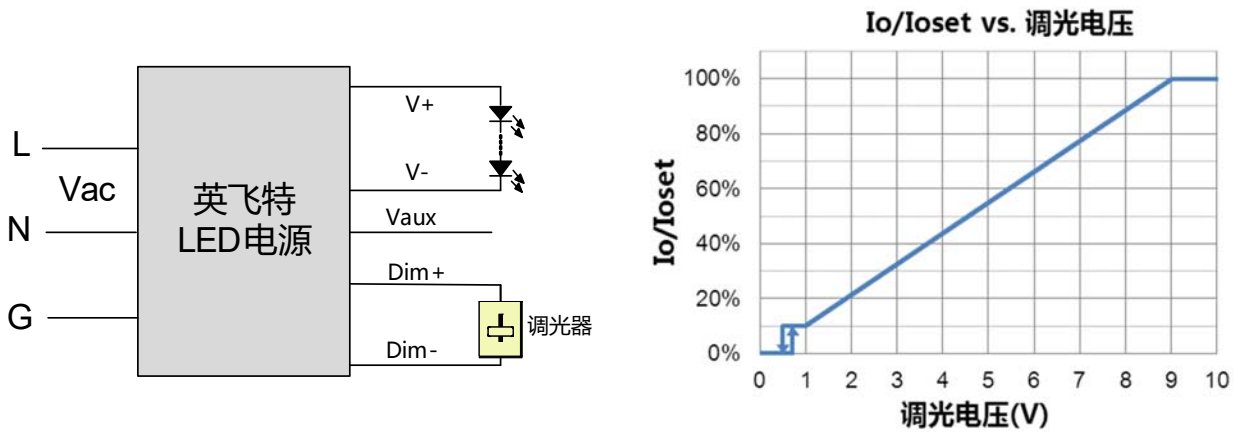 L
Vac
N
G
英飞特
LED电源
V+
V-
Vaux
Dim+
Dim-
调光器
Io/Ioset vs. 调光电压
Io/Ioset
100%
80%
60%
40%
20%
0%
0 1 2 3 4 5 6 7 8 9 10
调光电压(V)